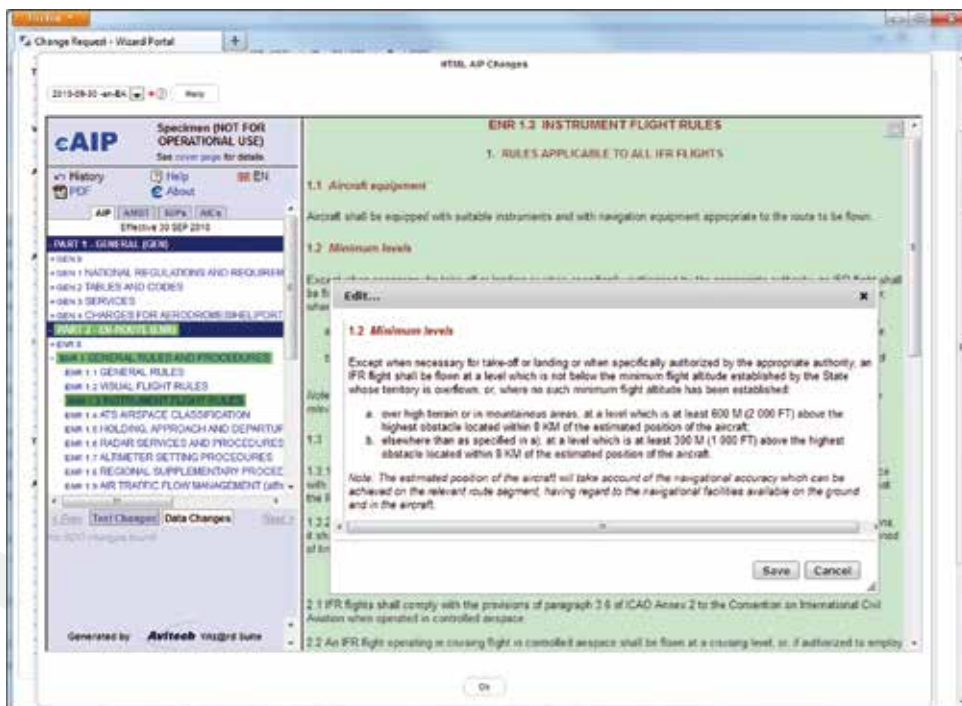 Firefox
Change Request - Wizard Portal
+
HTML AIP Changes
2010-09-30 -en-EA
Help
eAIP
Specimen (NOT FOR
OPERATIONAL USE)
See cover page for details.
History
Help
EN
PDF
About
AIP
AMDT
SUPs
AICs
Effective 30 SEP 2010
- PART 1 - GENERAL (GEN)
+ GEN 0
+ GEN 1 NATIONAL REGULATIONS AND REQUIREM
+ GEN 2 TABLES AND CODES
+ GEN 3 SERVICES
+ GEN 4 CHARGES FOR AERODROMES/HELIPORT
- PART 2 - EN-ROUTE (ENR)
+ ENR 0
- ENR 1 GENERAL RULES AND PROCEDURES
ENR 1.1 GENERAL RULES
ENR 1.2 VISUAL FLIGHT RULES
ENR 1.3 INSTRUMENT FLIGHT RULES
ENR 1.4 ATS AIRSPACE CLASSIFICATION
ENR 1.5 HOLDING, APPROACH AND DEPARTUR
ENR 1.6 RADAR SERVICES AND PROCEDURES
ENR 1.7 ALTIMETER SETTING PROCEDURES
ENR 1.8 REGIONAL SUPPLEMENTARY PROCED
ENR 1.9 AIR TRAFFIC FLOW MANAGEMENT
< Prev
Text Changes
Data Changes
Next >
changes found
Generated by Avitech Wiz@rd Suite
ENR 1.3 INSTRUMENT FLIGHT RULES
1. RULES APPLICABLE TO ALL IFR FLIGHTS
1.1 Aircraft equipment
Aircraft shall be equipped with suitable instruments and with navigation equipment appropriate to the route to be flown.
1.2 Minimum levels
Edit...
1.2 Minimum levels
Except when necessary for take-off or landing or when specifically authorized by the appropriate authority, an
IFR flight shall be flown at a level which is not below the minimum flight altitude established by the State
whose territory is overflown, or, where no such minimum flight altitude has been established:
a. over high terrain or in mountainous areas, at a level which is at least 600 M (2 000 FT) above the
highest obstacle located within 8 KM of the estimated position of the aircraft;
b. elsewhere than as specified in a), at a level which is at least 300 M (1 000 FT) above the highest
obstacle located within 8 KM of the estimated position of the aircraft.
Note: The estimated position of the aircraft will take account of the navigational accuracy which can be
achieved on the relevant route segment, having regard to the navigational facilities available on the ground
and in the aircraft.
Save
Cancel
2.1 IFR flights shall comply with the provisions of paragraph 3.6 of ICAO Annex 2 to the Convention on International Civil
Aviation when operated in controlled airspace
2.2 An IFR flight operating in cruising flight in controlled airspace shall be flown at a cruising level, or, if authorized to employ
Ok